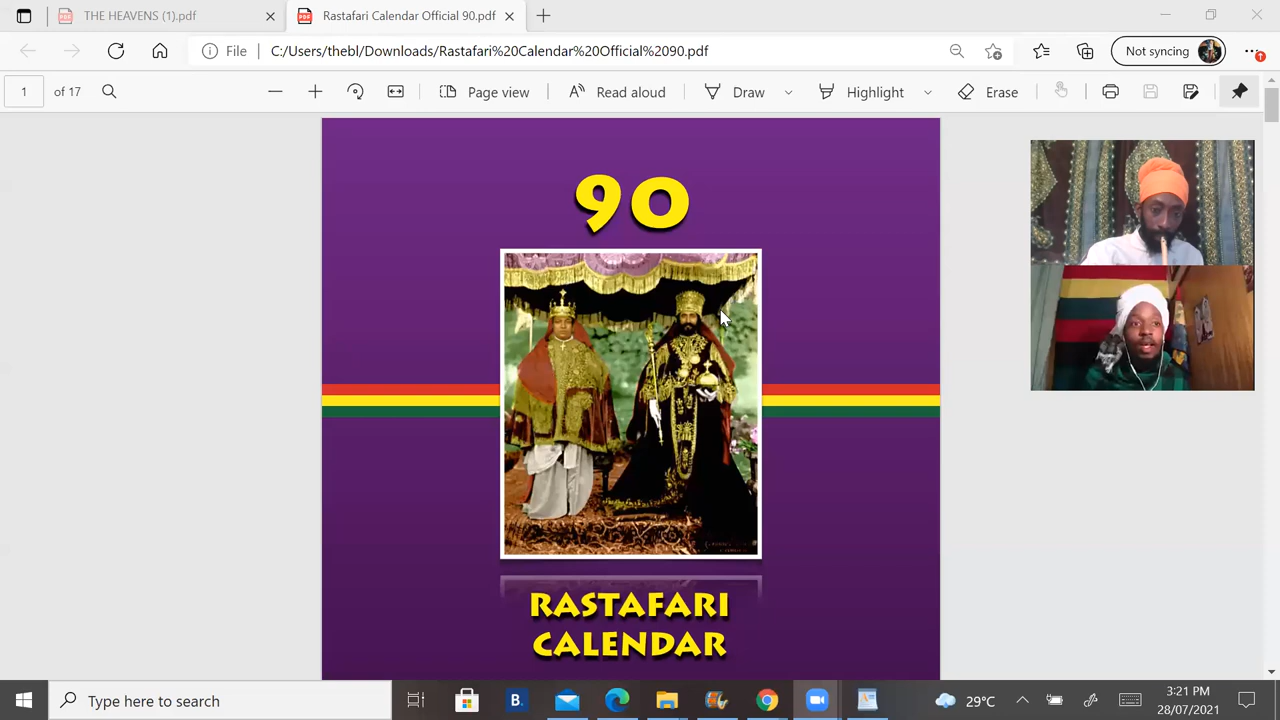 THE HEAVENS (1).pdf
Rastafari Calendar Official 90.pdf
File
C:/Users/thebl/Downloads/Rastafari%20Calendar%20Official%2090.pdf
Not syncing
1 of 17
Page view
Read aloud
Draw
Highlight
Erase
90
RASTAFARI
CALENDAR
Type here to search
B.
29°C
3:21 PM
28/07/2021